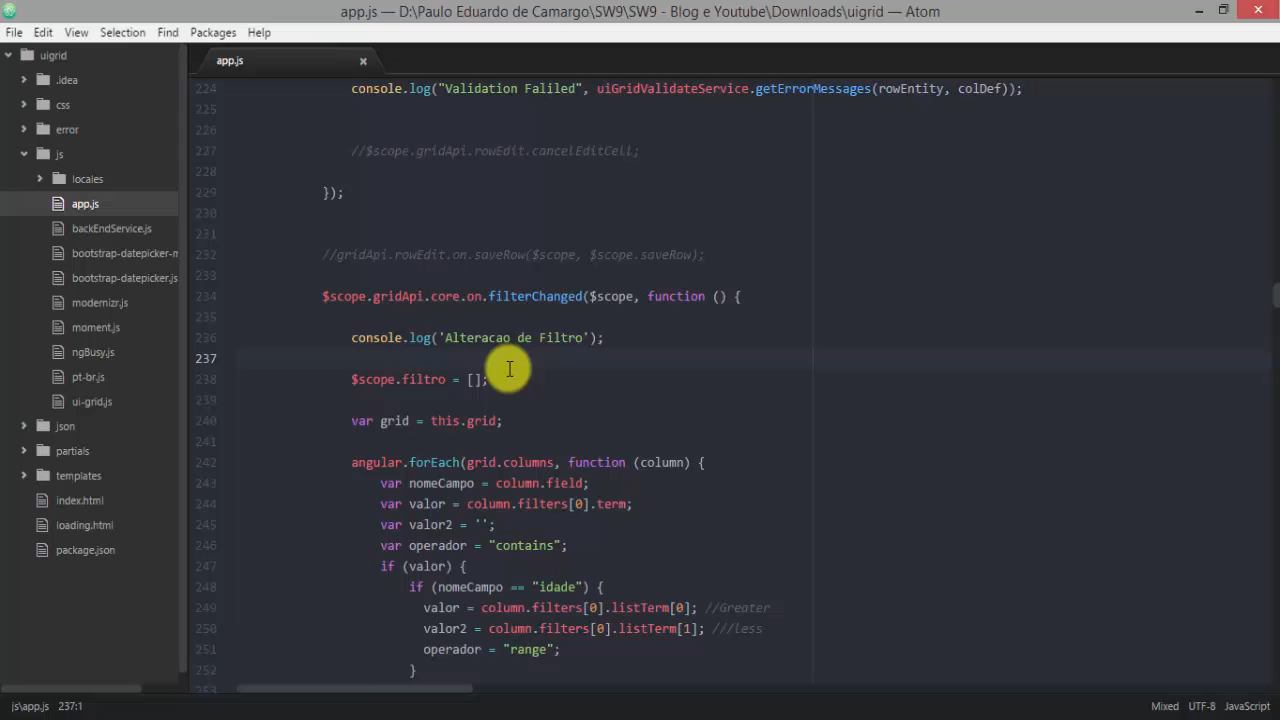 app.js — D:\Paulo Eduardo de Camargo\SW9\SW9 - Blog e Youtube\Downloads\uigrid — Atom
File Edit View Selection Find Packages Help
uigrid
.idea
css
error
js
locales
app.js
backEndService.js
bootstrap-datepicker-m
bootstrap-datepicker.js
modernizr.js
moment.js
ngBusy.js
pt-br.js
ui-grid.js
json
partials
templates
index.html
loading.html
package.json
app.js
224 console.log("Validation Faliled", uiGridValidateService.getErrorMessages(rowEntity, colDef));
225
226
227 //$scope.gridApi.rowEdit.cancelEditCell;
228
229 });
230
231
232 //gridApi.rowEdit.on.saveRow($scope, $scope.saveRow);
233
234 $scope.gridApi.core.on.filterChanged($scope, function () {
235
236 console.log('Alteracao de Filtro');
237
238 $scope.filtro = [];
239
240 var grid = this.grid;
241
242 angular.forEach(grid.columns, function (column) {
243 var nomeCampo = column.field;
244 var valor = column.filters[0].term;
245 var valor2 = '';
246 var operador = "contains";
247 if (valor) {
248 if (nomeCampo == "idade") {
249 valor = column.filters[0].listTerm[0]; //Greater
250 valor2 = column.filters[0].listTerm[1]; ///less
251 operador = "range";
252 }
253
js\app.js 237:1 Mixed UTF-8 JavaScript